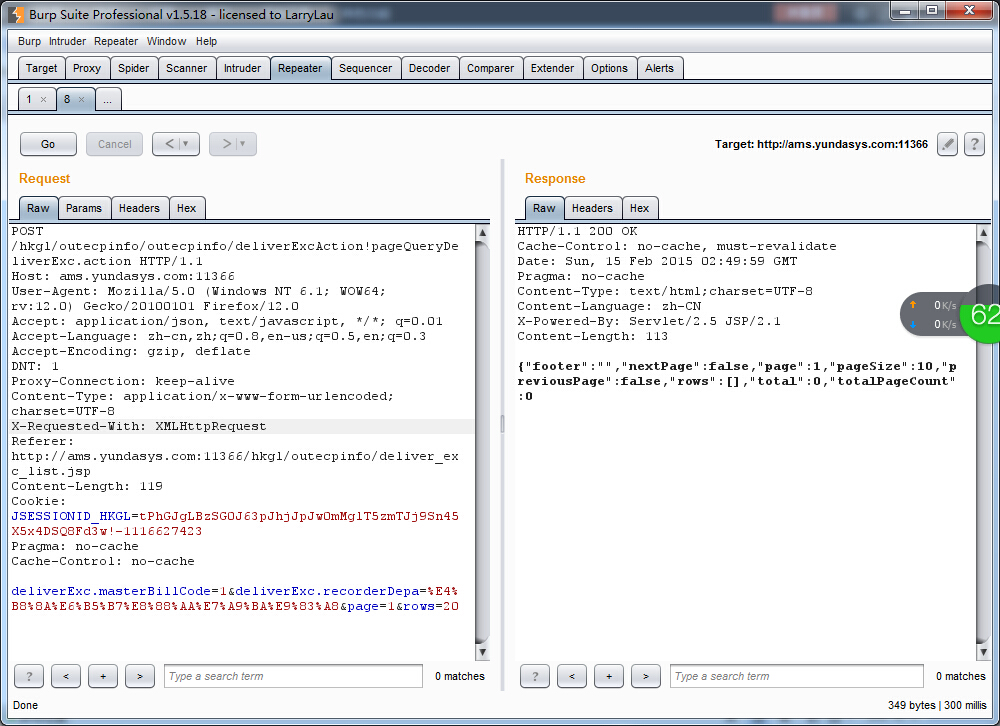 Burp Suite Professional v1.5.18 - licensed to LarryLau
Burp Intruder Repeater Window Help
Target Proxy Spider Scanner Intruder Repeater Sequencer Decoder Comparer Extender Options Alerts
1 × 8 × ...
Go Cancel < | ▼ > | ▼ Target: http://ams.yundasys.com:11366 ?
Request
Raw Params Headers Hex
POST
/hkgl/outecpinfo/outecpinfo/deliverExcAction!pageQueryDe
liverExc.action HTTP/1.1
Host: ams.yundasys.com:11366
User-Agent: Mozilla/5.0 (Windows NT 6.1; WOW64;
rv:12.0) Gecko/20100101 Firefox/12.0
Accept: application/json, text/javascript, */*; q=0.01
Accept-Language: zh-cn,zh;q=0.8,en-us;q=0.5,en;q=0.3
Accept-Encoding: gzip, deflate
DNT: 1
Proxy-Connection: keep-alive
Content-Type: application/x-www-form-urlencoded;
charset=UTF-8
X-Requested-With: XMLHttpRequest
Referer:
http://ams.yundasys.com:11366/hkgl/outecpinfo/deliver_ex
c_list.jsp
Content-Length: 119
Cookie:
JSESSIONID_HKGL=tPhGJgLBzSGOJ63pJhjJpJwOmMglT5zmTJj9Sn45
X5x4DSQ8Fd3w!-1116627423
Pragma: no-cache
Cache-Control: no-cache
deliverExc.masterBillCode=1&deliverExc.recorderDepa=%E4%
B8%8A%E6%B5%B7%E8%88%AA%E7%A9%BA%E9%83%A8&page=1&rows=20
? < + > Type a search term 0 matches
Response
Raw Headers Hex
HTTP/1.1 200 OK
Cache-Control: no-cache, must-revalidate
Date: Sun, 15 Feb 2015 02:49:59 GMT
Pragma: no-cache
Content-Type: text/html;charset=UTF-8
Content-Language: zh-CN
X-Powered-By: Servlet/2.5 JSP/2.1
Content-Length: 113
{"footer":"","nextPage":false,"page":1,"pageSize":10,"p
reviousPage":false,"rows":[],"total":0,"totalPageCount"
:0
0K/s
0K/s
62
? < + > Type a search term 0 matches
Done 349 bytes | 300 millis